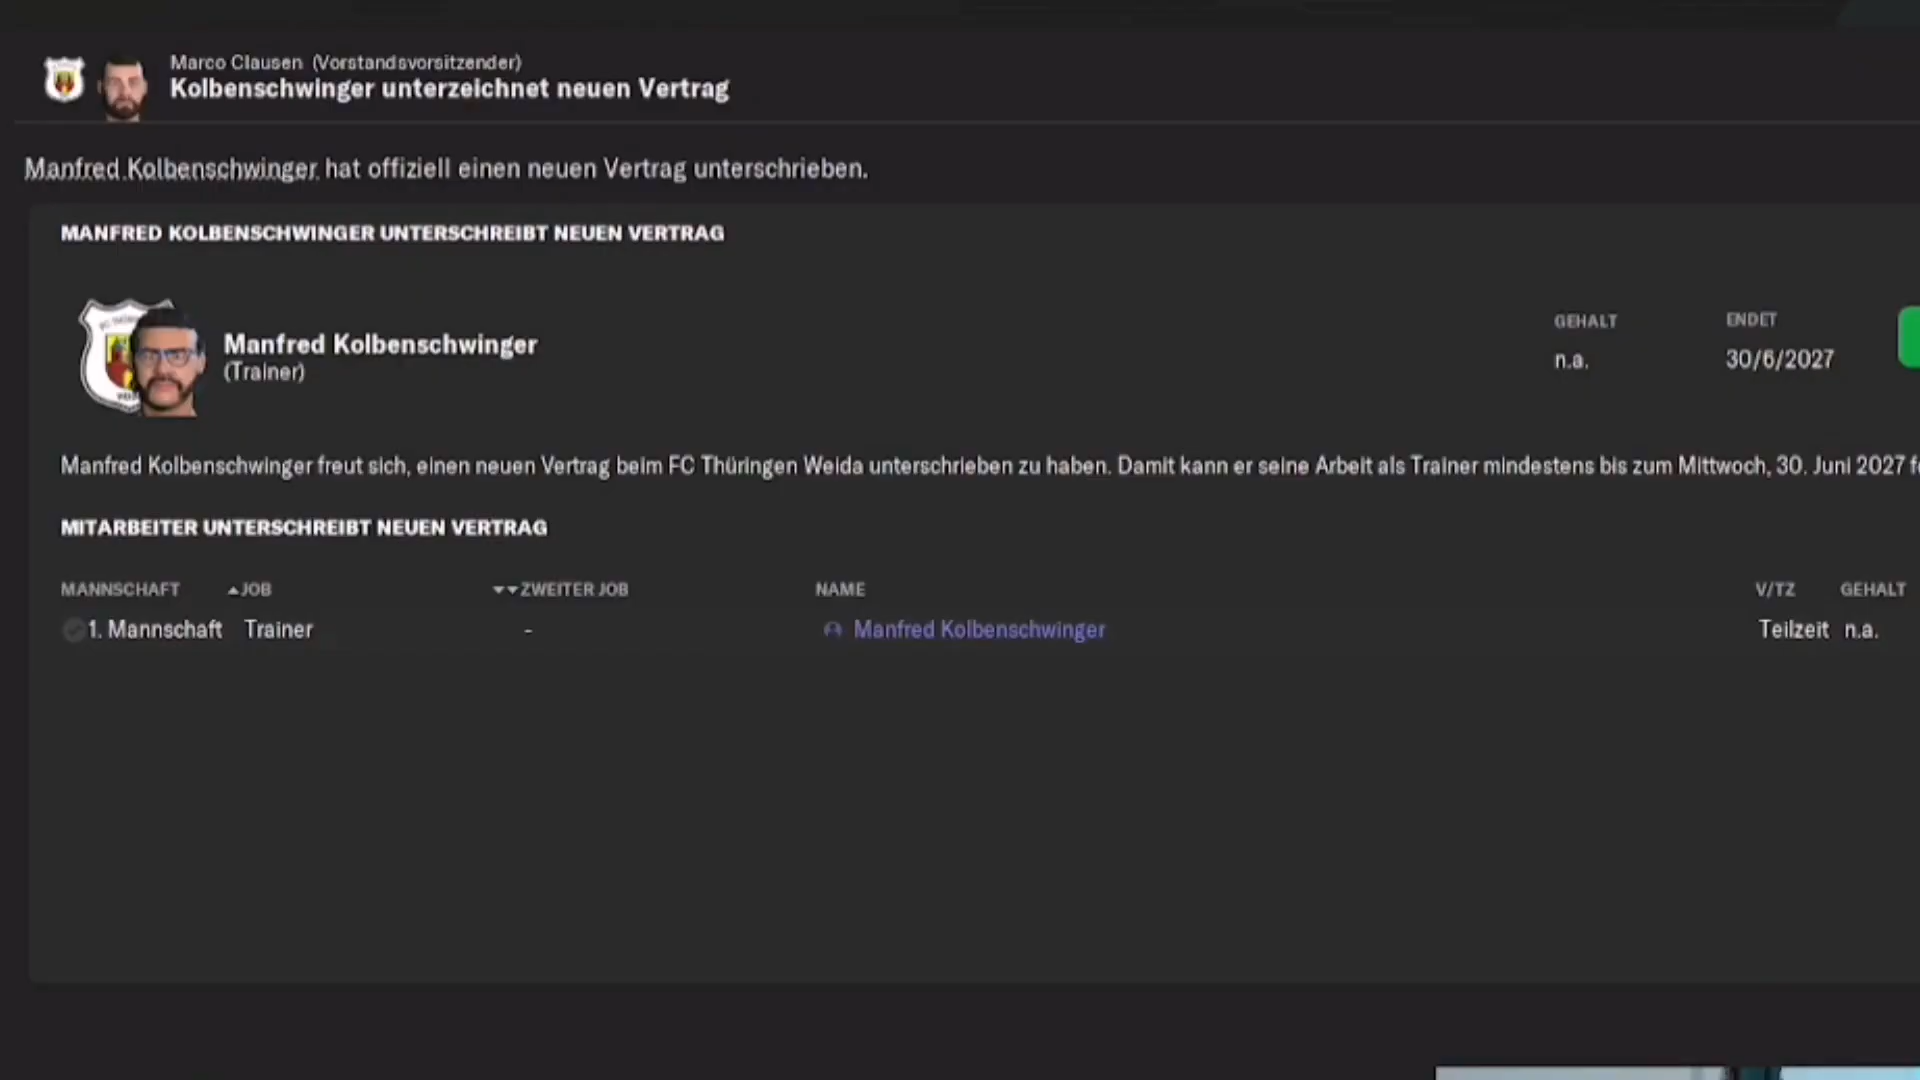 Marco Clausen (Vorstandsvorsitzender)
Kolbenschwinger unterzeichnet neuen Vertrag
Manfred Kolbenschwinger hat offiziell einen neuen Vertrag unterschrieben.
MANFRED KOLBENSCHWINGER UNTERSCHREIBT NEUEN VERTRAG
Manfred Kolbenschwinger
(Trainer)
GEHALT ENDET
n.a. 30/6/2027
Manfred Kolbenschwinger freut sich, einen neuen Vertrag beim FC Thüringen Weida unterschrieben zu haben. Damit kann er seine Arbeit als Trainer mindestens bis zum Mittwoch, 30. Juni 2027
MITARBEITER UNTERSCHREIBT NEUEN VERTRAG
MANNSCHAFT JOB ZWEITER JOB NAME V/TZ GEHALT
1. Mannschaft Trainer - Manfred Kolbenschwinger Teilzeit n.a.